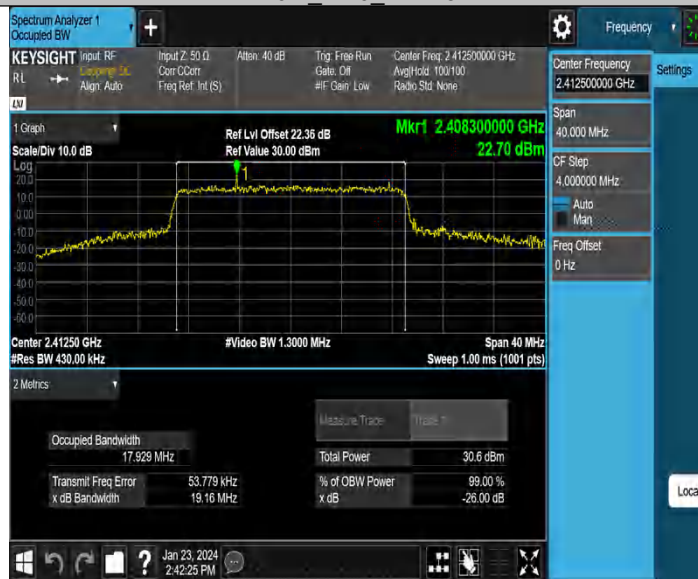 Spectrum Analyzer 1
Occupied BW
Frequency
KEYSIGHT
Input: RF
Coupling: DC
Align: Auto
RL
LXI
Input Z: 50 Ω
Corr CCorr
Freq Ref: Int (S)
Atten: 40 dB
Trig: Free Run
Gate: Off
#IF Gain: Low
Center Freq: 2.412500000 GHz
Avg|Hold: 100/100
Radio Std: None
1 Graph
Scale/Div 10.0 dB
Ref Lvl Offset 22.36 dB
Ref Value 30.00 dBm
Mkr1 2.408300000 GHz
22.70 dBm
Log
20.0
10.0
0.00
-10.0
-20.0
-30.0
-40.0
-50.0
-60.0
1
Center 2.41250 GHz
#Res BW 430.00 kHz
#Video BW 1.3000 MHz
Span 40 MHz
Sweep 1.00 ms (1001 pts)
2 Metrics
Measure Trace
Trace 1
Occupied Bandwidth
17.929 MHz
Total Power
30.6 dBm
Transmit Freq Error
53.779 kHz
% of OBW Power
99.00 %
x dB Bandwidth
19.16 MHz
x dB
-26.00 dB
Center Frequency
2.412500000 GHz
Settings
Span
40.000 MHz
CF Step
4.000000 MHz
Auto
Man
Freq Offset
0 Hz
Loca
?
Jan 23, 2024
2:42:25 PM